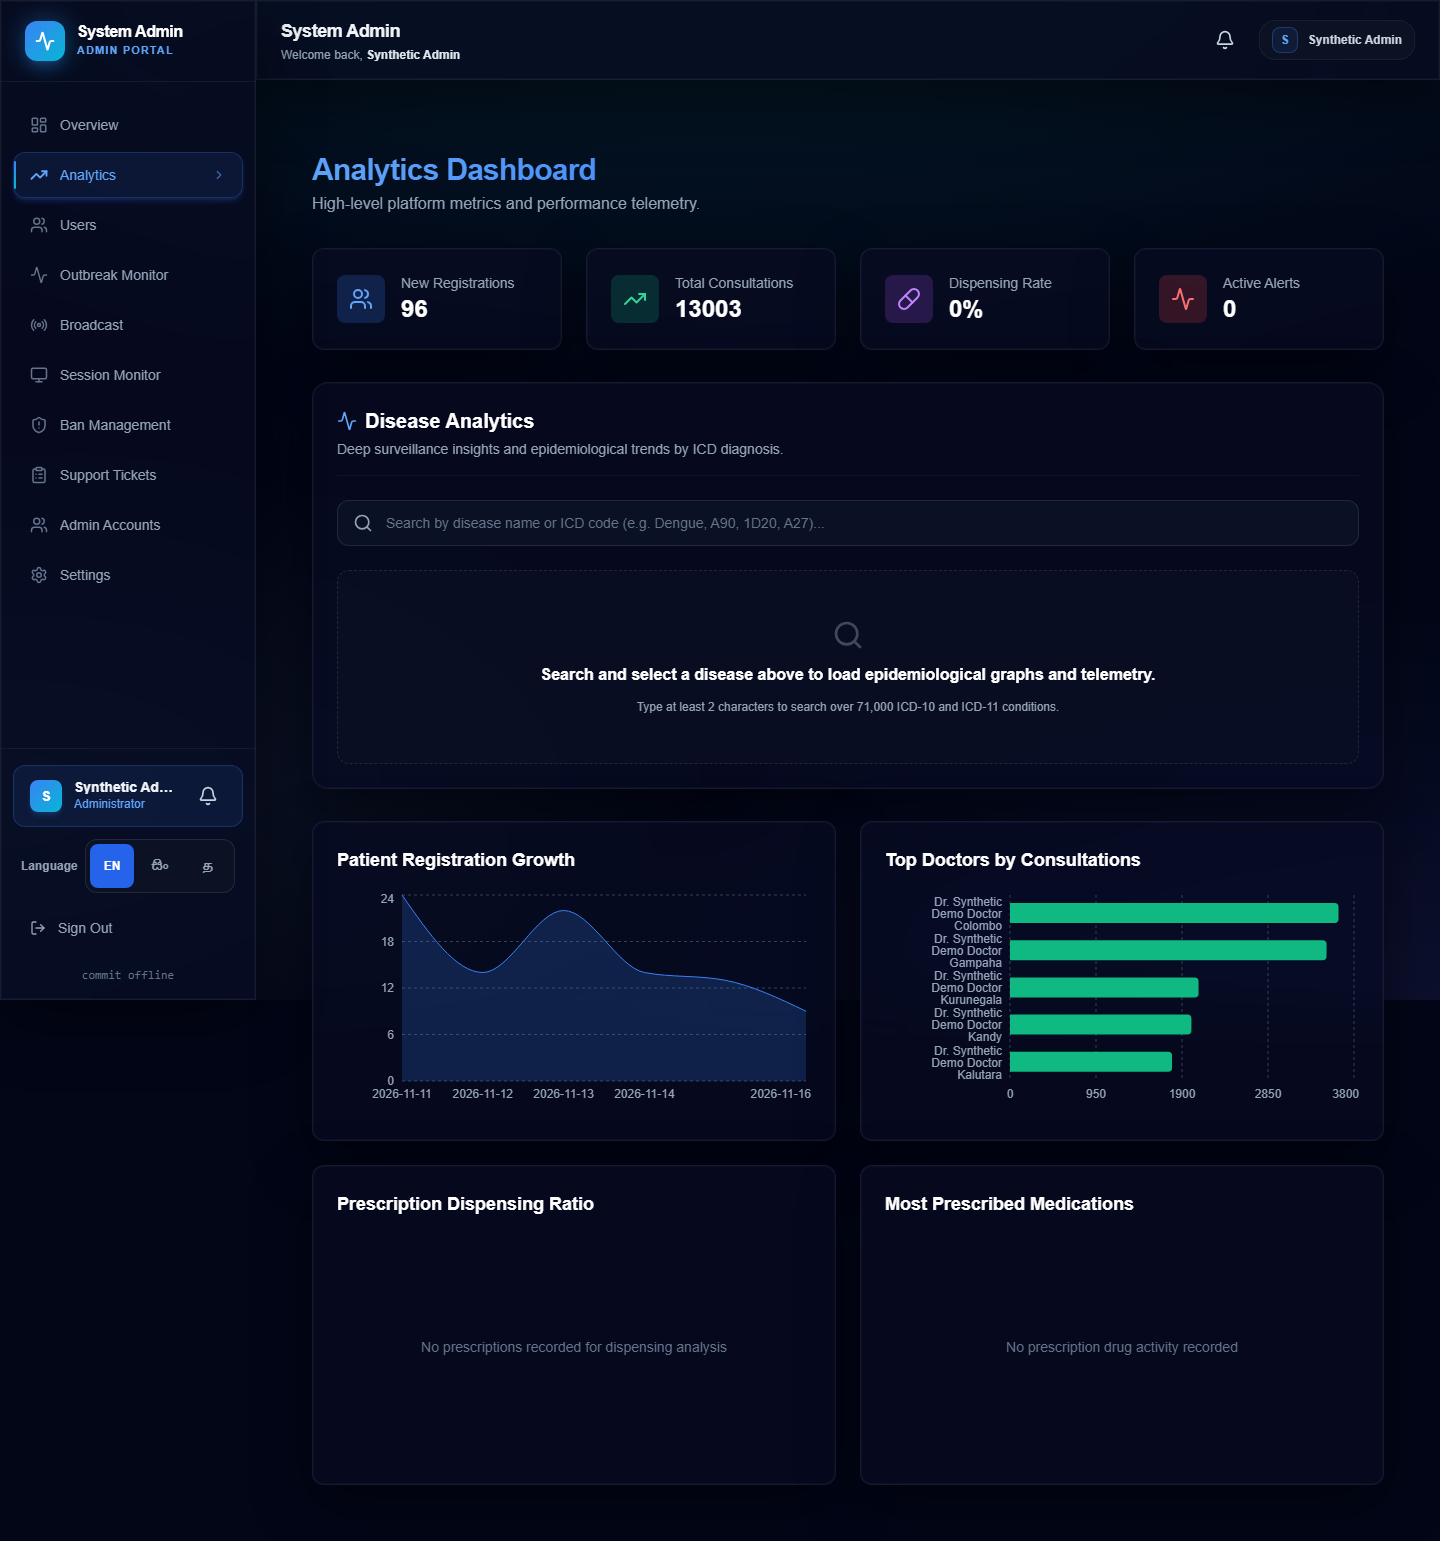 System Admin
ADMIN PORTAL
Overview
Analytics
Users
Outbreak Monitor
Broadcast
Session Monitor
Ban Management
Support Tickets
Admin Accounts
Settings
S
Synthetic Ad...
Administrator
Language
EN
த
Sign Out
commit offline
System Admin
Welcome back, Synthetic Admin
S
Synthetic Admin
Analytics Dashboard
High-level platform metrics and performance telemetry.
New Registrations
96
Total Consultations
13003
Dispensing Rate
0%
Active Alerts
0
Disease Analytics
Deep surveillance insights and epidemiological trends by ICD diagnosis.
Search by disease name or ICD code (e.g. Dengue, A90, 1D20, A27)...
Search and select a disease above to load epidemiological graphs and telemetry.
Type at least 2 characters to search over 71,000 ICD-10 and ICD-11 conditions.
Patient Registration Growth
24
18
12
6
0
2026-11-11 2026-11-12 2026-11-13 2026-11-14 2026-11-16
Top Doctors by Consultations
Dr. Synthetic
Demo Doctor
Colombo
Dr. Synthetic
Demo Doctor
Gampaha
Dr. Synthetic
Demo Doctor
Kurunegala
Dr. Synthetic
Demo Doctor
Kandy
Dr. Synthetic
Demo Doctor
Kalutara
0 950 1900 2850 3800
Prescription Dispensing Ratio
No prescriptions recorded for dispensing analysis
Most Prescribed Medications
No prescription drug activity recorded